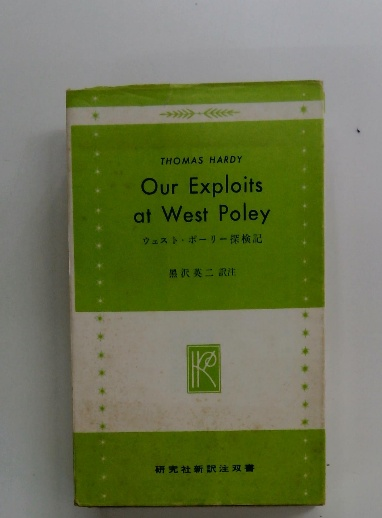 THOMAS HARDY
Our Exploits
at West Poley
ウェスト・ポーリー探検記
黒沢英二 訳注
研究社新訳注双書